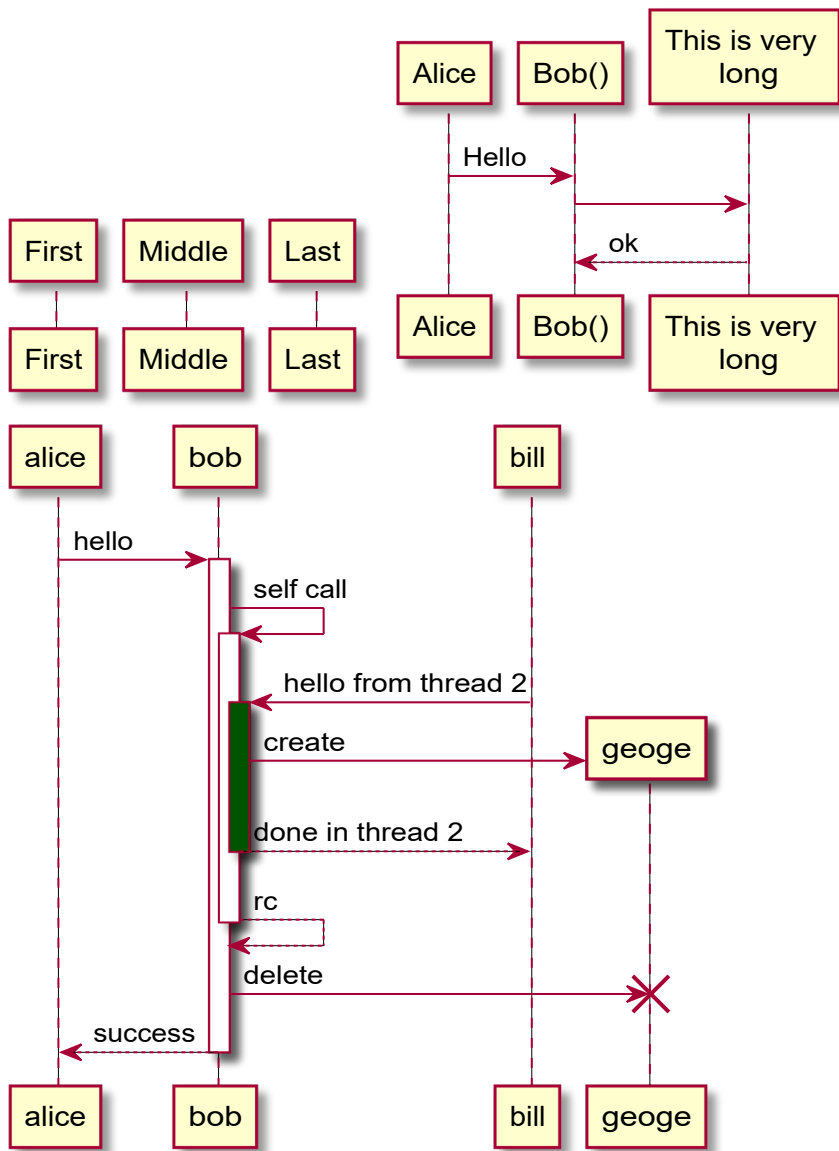 This is very
long
Alice
Bob()
Hello
First
Middle
Last
ok
Alice
Bob()
This is very
long
First
Middle
Last
alice
bob
bill
hello
self call
hello from thread 2
create
geoge
done in thread 2
rc
delete
success
alice
bob
bill
geoge